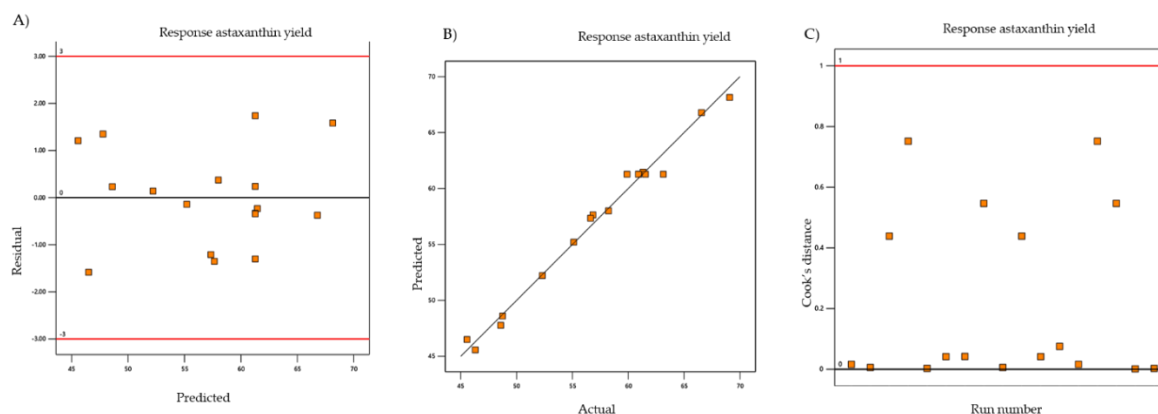 A)
Response astaxanthin yield
3
3.00
2.00
1.00
0
0.00
-1.00
-2.00
-3
-3.00
45 50 55 60 65 70
Residual
Predicted
B)
Response astaxanthin yield
70
65
60
55
50
45
45 50 55 60 65 70
Predicted
Actual
C)
Response astaxanthin yield
1
1
0.8
0.6
0.4
0.2
0
0
Cook's distance
Run number